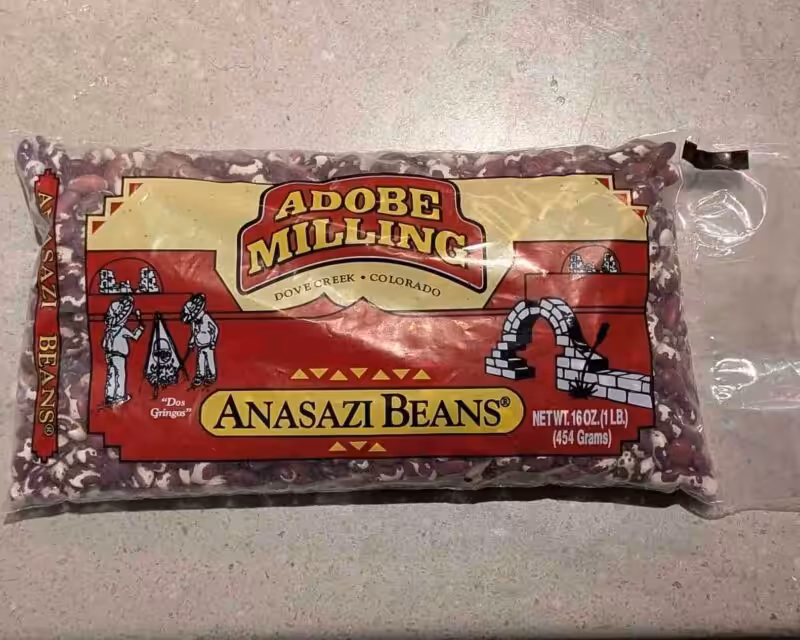 ADOBE
MILLING
DOVE CREEK • COLORADO
"Dos
Gringos"
ANASAZI BEANS®
NET WT. 16 OZ. (1 LB.)
(454 Grams)
ANASAZI BEANS®